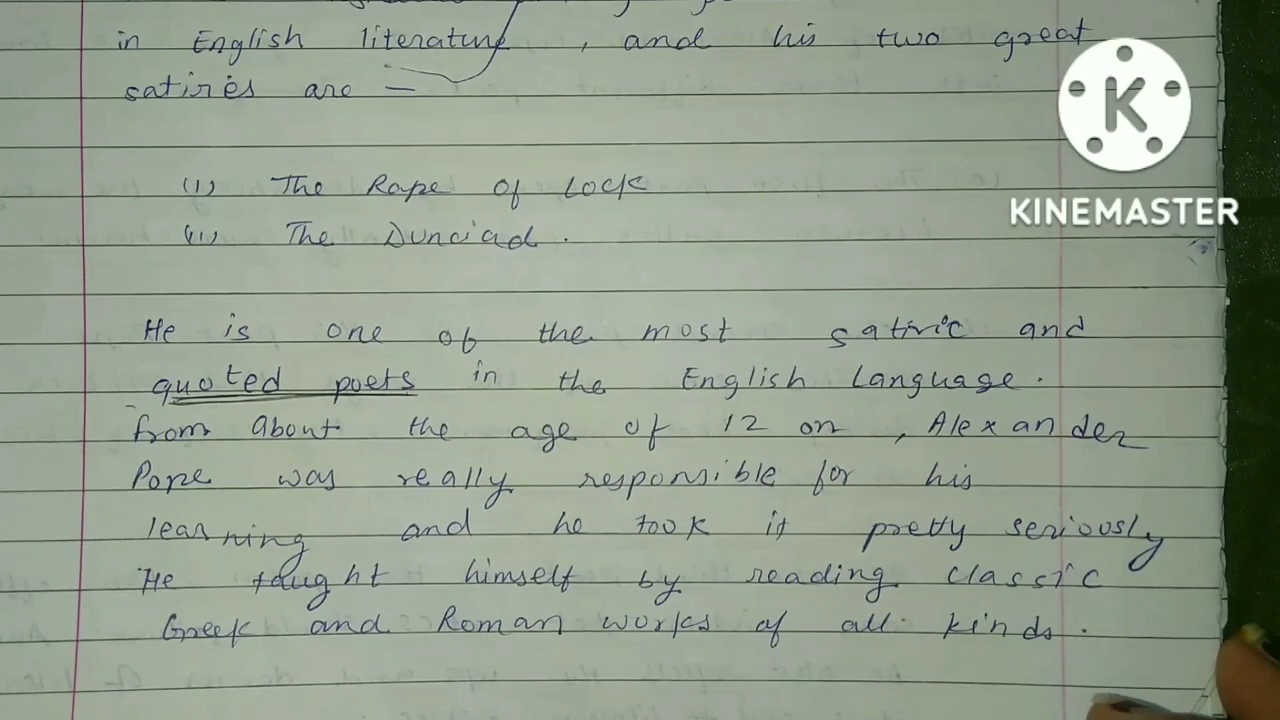 in English literature, and his two great
satires are —
(i) The Rape of Lock
(ii) The Dunciad.
He is one of the most satiric and
quoted poets in the English Language.
from about the age of 12 on, Alexander
Pope was really responsible for his
learning and he took it pretty seriously
He taught himself by reading classic
Greek and Roman works of all kinds.
KINEMASTER